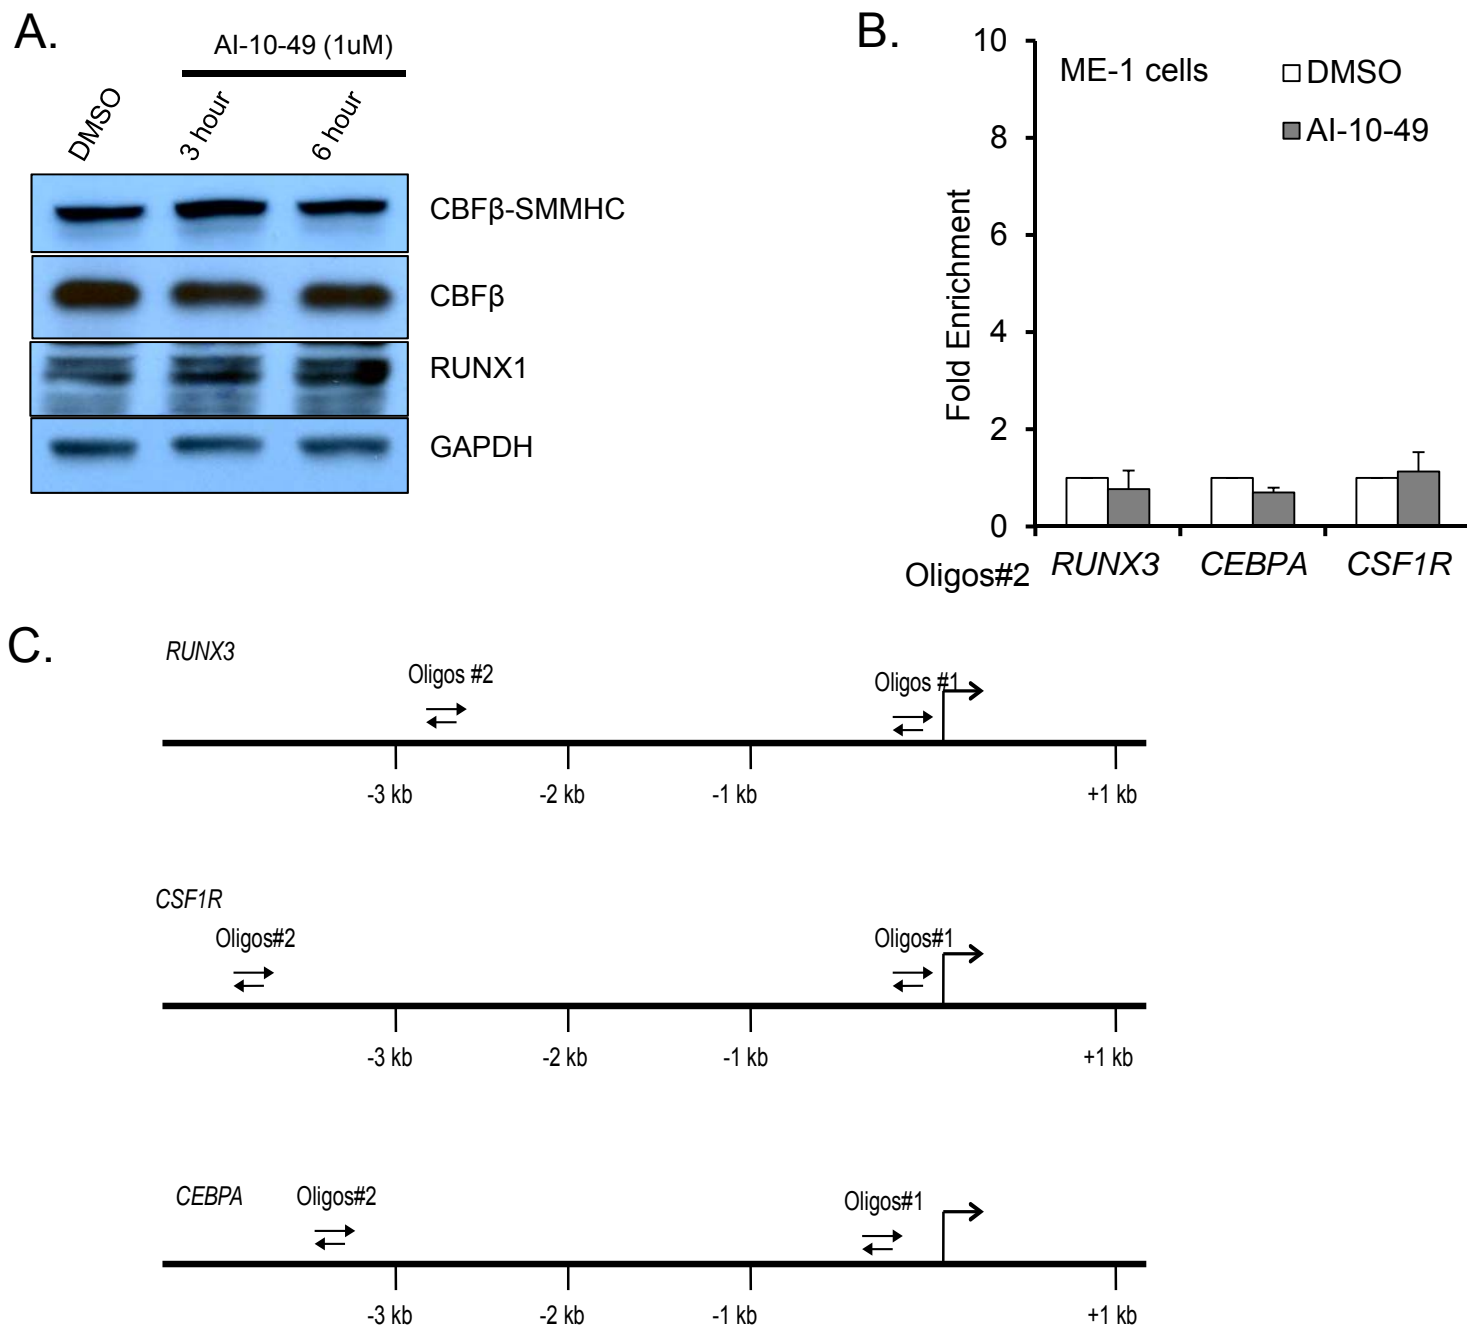 A.
AI-10-49 (1uM)
DMSO
3 hour
6 hour
CBFβ-SMMHC
CBFβ
RUNX1
GAPDH
B.
10
8
6
4
2
0
Fold Enrichment
ME-1 cells
DMSO
AI-10-49
Oligos#2
RUNX3
CEBPA
CSF1R
C.
RUNX3
Oligos #2
Oligos #1
-3 kb
-2 kb
-1 kb
+1 kb
CSF1R
Oligos#2
Oligos#1
-3 kb
-2 kb
-1 kb
+1 kb
CEBPA
Oligos#2
Oligos#1
-3 kb
-2 kb
-1 kb
+1 kb